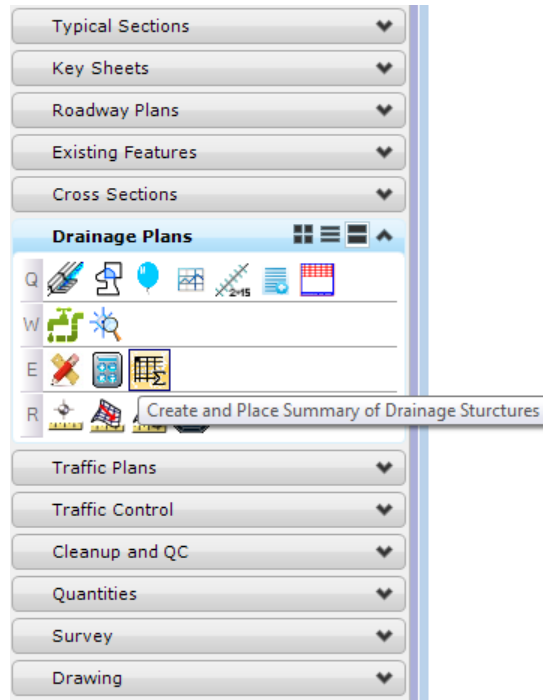 Typical Sections
Key Sheets
Roadway Plans
Existing Features
Cross Sections
Drainage Plans
Q
2=15
W
E
R
Create and Place Summary of Drainage Sturctures
Traffic Plans
Traffic Control
Cleanup and QC
Quantities
Survey
Drawing